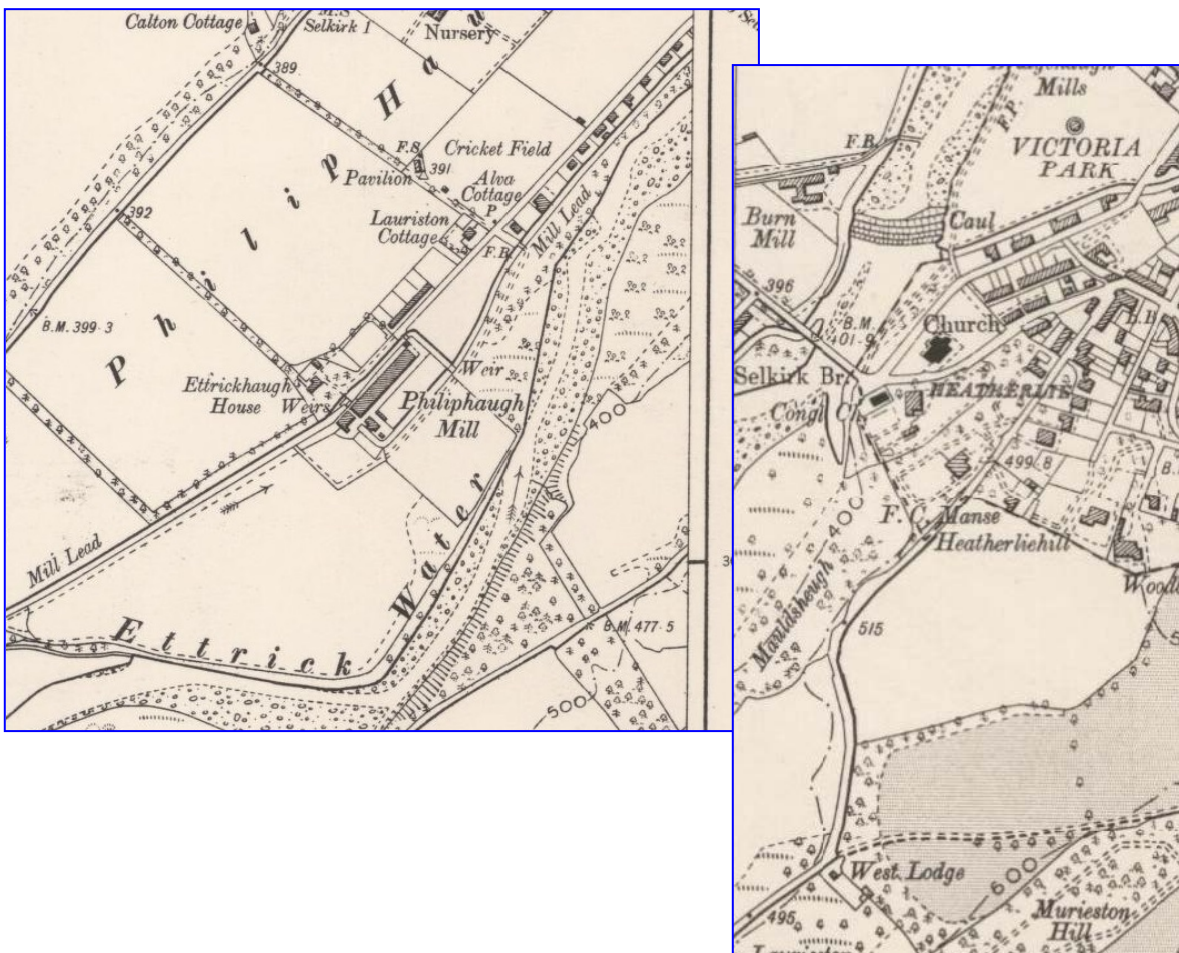 Calton Cottage
M.S
Selkirk 1
Nursery
389
Philiphau
392
F.S.
391
Cricket Field
Pavilion
Alva
Cottage
P
Lauriston
Cottage
F.B.
Mill Lead
B.M. 399·3
Ettrickhaugh
House
Weirs
Weir
Philiphaugh
Mill
400
Mill Lead
Ettrick Water
B.M. 477·5
500
Mills
F.P.
F.B.
VICTORIA
PARK
Burn
Mill
Caul
396
B.M.
401·9
Church
Selkirk Br.
HEATHERLIE
Congl. Ch.
400
499·8
F.C. Manse
Heatherliehill
Mauldsheugh
515
West Lodge
600
495
Murieston
Hill